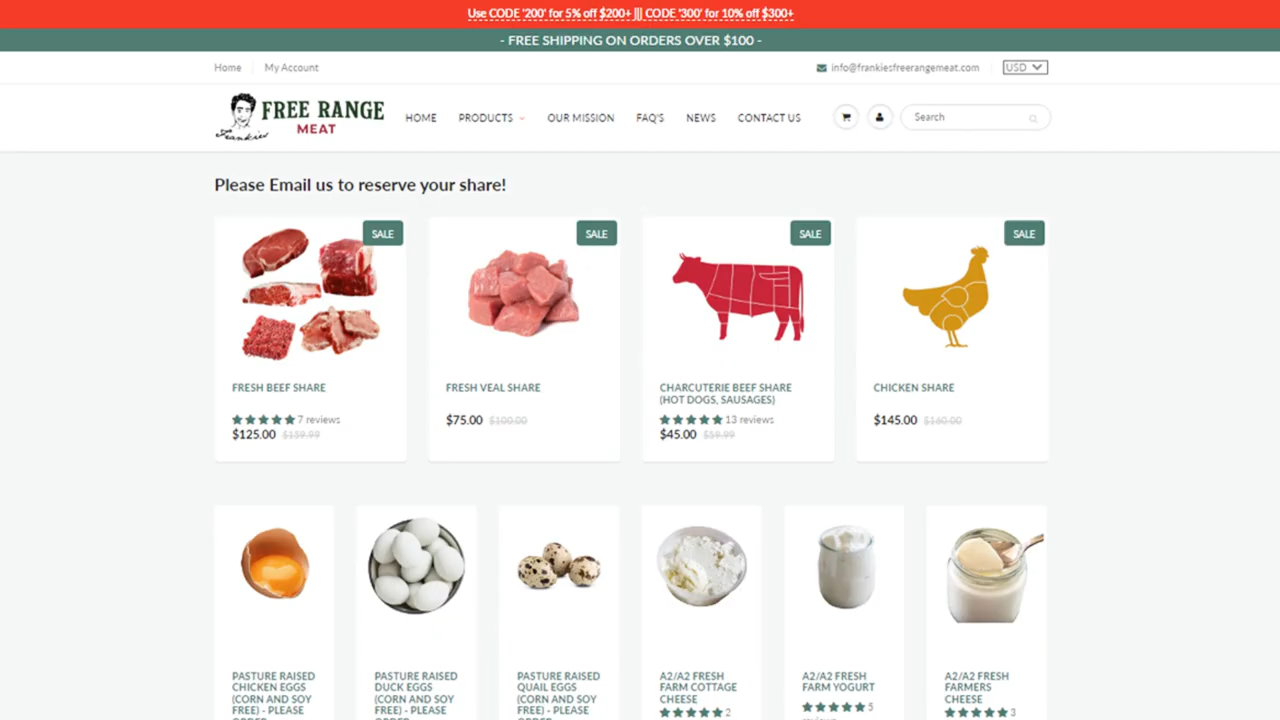 Use CODE '200' for 5% off $200+ ||| CODE '300' for 10% off $300+
- FREE SHIPPING ON ORDERS OVER $100 -
Home
My Account
info@frankiesfreerangemeat.com
USD
Frankies
FREE RANGE
MEAT
HOME
PRODUCTS
OUR MISSION
FAQ'S
NEWS
CONTACT US
Search
Please Email us to reserve your share!
SALE
FRESH BEEF SHARE
7 reviews
$125.00 $159.99
SALE
FRESH VEAL SHARE
$75.00 $100.00
SALE
CHARCUTERIE BEEF SHARE
(HOT DOGS, SAUSAGES)
13 reviews
$45.00 $59.99
SALE
CHICKEN SHARE
$145.00 $160.00
PASTURE RAISED
CHICKEN EGGS
(CORN AND SOY
FREE) - PLEASE
ORDER
PASTURE RAISED
DUCK EGGS
(CORN AND SOY
FREE) - PLEASE
ORDER
PASTURE RAISED
QUAIL EGGS
(CORN AND SOY
FREE) - PLEASE
ORDER
A2/A2 FRESH
FARM COTTAGE
CHEESE
2
A2/A2 FRESH
FARM YOGURT
5
reviews
A2/A2 FRESH
FARMERS
CHEESE
3